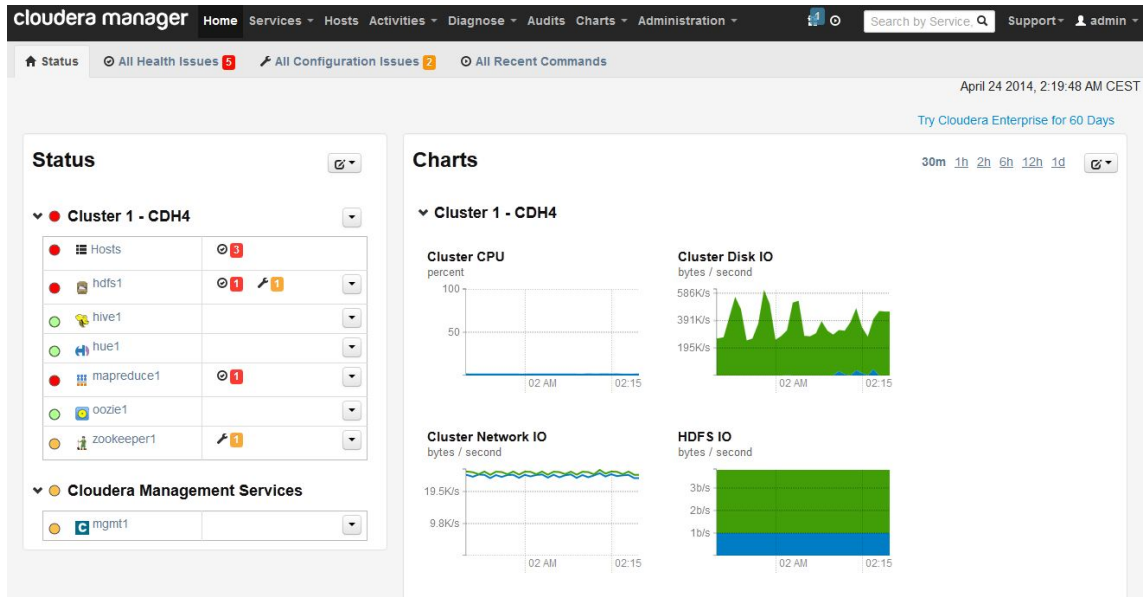 cloudera manager Home Services Hosts Activities Diagnose Audits Charts Administration 1 Search by Service, Support admin
Status All Health Issues 5 All Configuration Issues 2 All Recent Commands
April 24 2014, 2:19:48 AM CEST
Try Cloudera Enterprise for 60 Days
Status
Cluster 1 - CDH4
Hosts 3
hdfs1 1 1
hive1
hue1
mapreduce1 1
oozie1
zookeeper1 1
Cloudera Management Services
C mgmt1
Charts 30m 1h 2h 6h 12h 1d
Cluster 1 - CDH4
Cluster CPU
percent
100
50
02 AM 02:15
Cluster Disk IO
bytes / second
586K/s
391K/s
195K/s
02 AM 02:15
Cluster Network IO
bytes / second
19.5K/s
9.8K/s
02 AM 02:15
HDFS IO
bytes / second
3b/s
2b/s
1b/s
02 AM 02:15